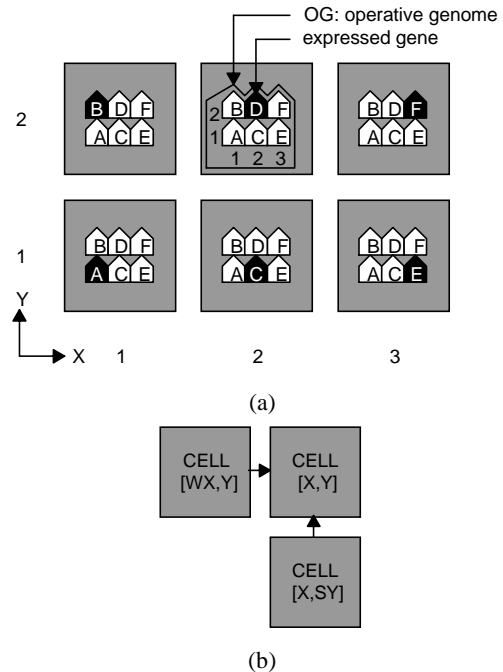 OG: operative genome
expressed gene
2
B D F
A C E
2 B D F
1 A C E
1 2 3
B D F
A C E
1
B D F
A C E
B D F
A C E
B D F
A C E
Y
X 1 2 3
(a)
CELL
[WX,Y]
CELL
[X,Y]
CELL
[X,SY]
(b)